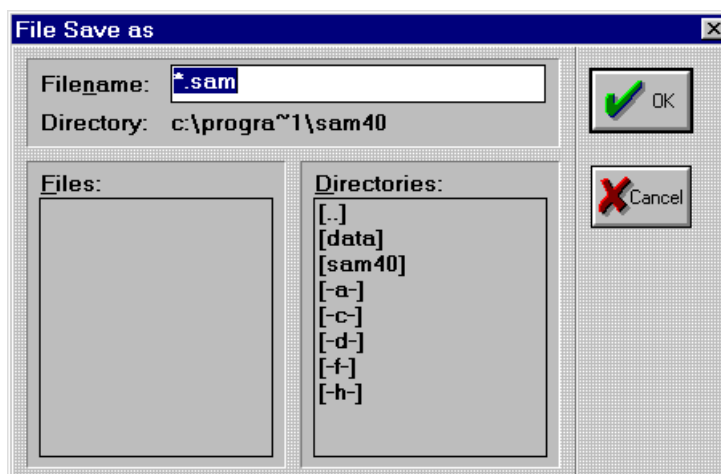 File Save as
Filename: *.sam
Directory: c:\progra~1\sam40
OK
Cancel
Files:
Directories:
[..]
[data]
[sam40]
[-a-]
[-c-]
[-d-]
[-f-]
[-h-]